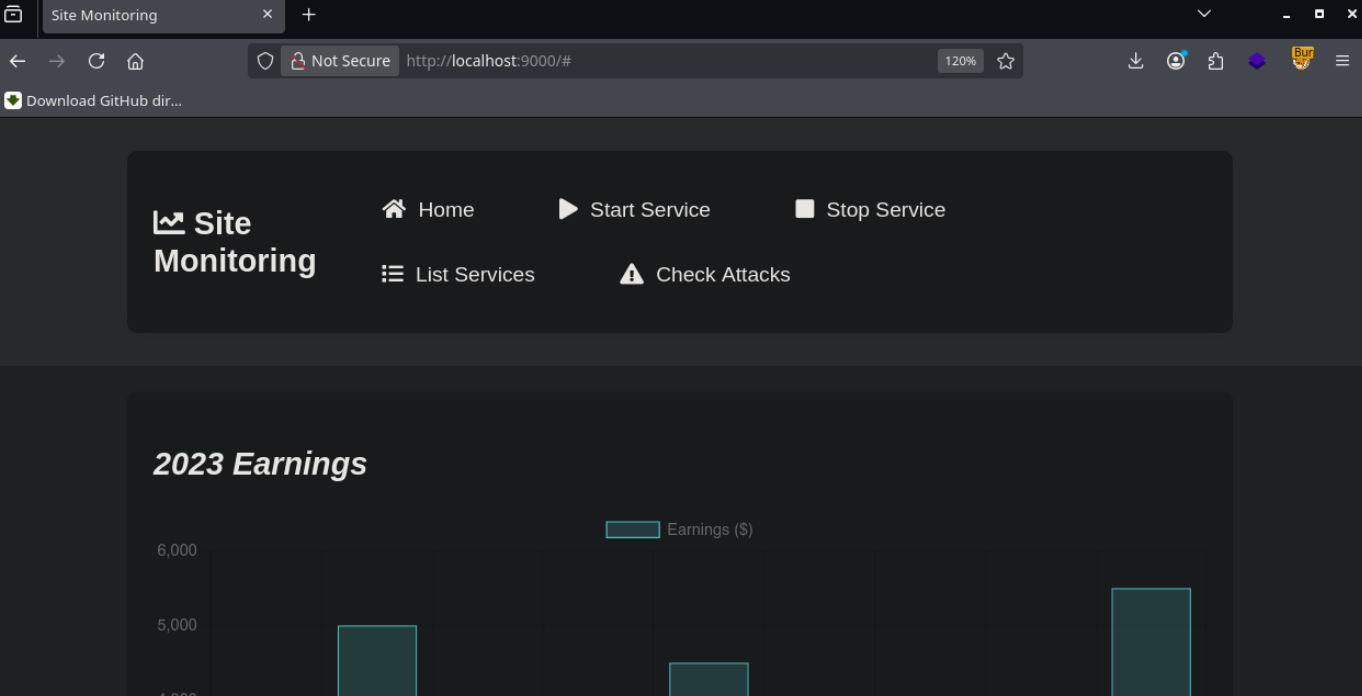 Site Monitoring
Not Secure http://localhost:9000/# 120%
Bur
Download GitHub dir...
Site
Monitoring
Home Start Service Stop Service
List Services Check Attacks
2023 Earnings
Earnings ($)
6,000
5,000